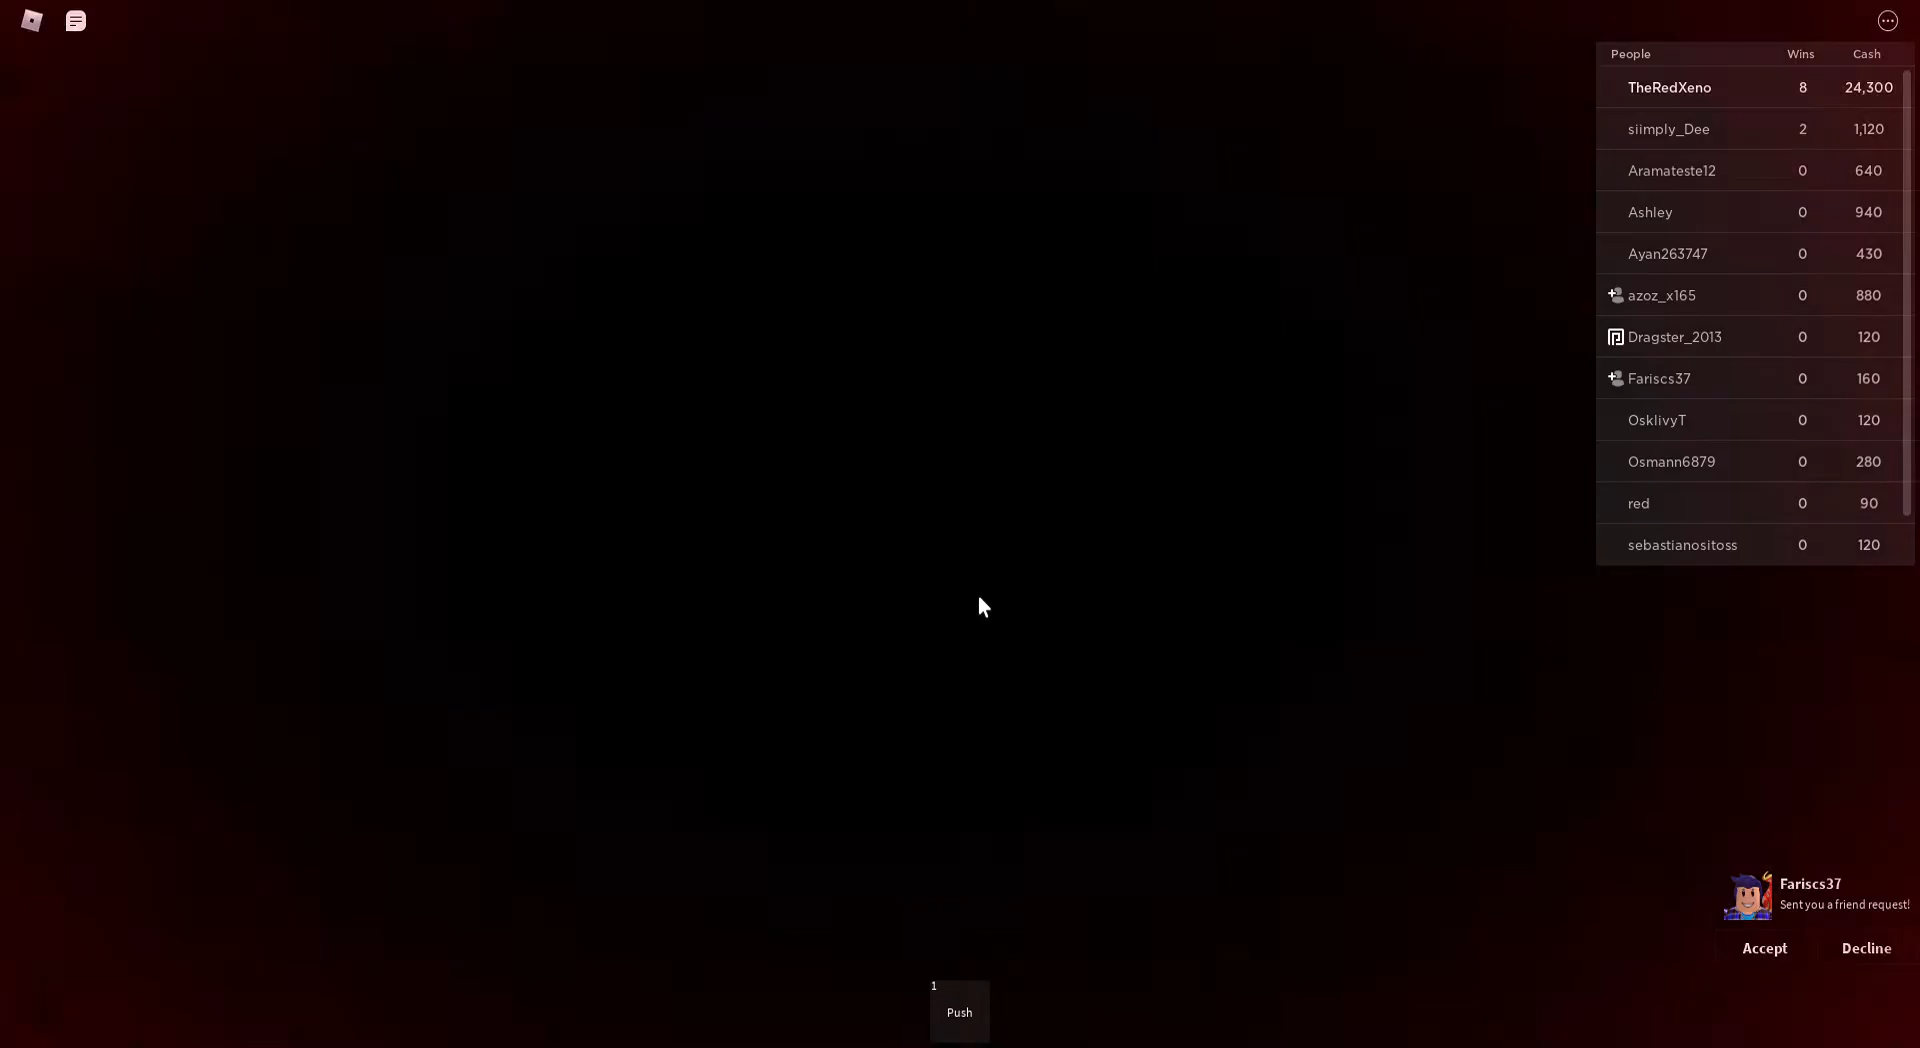 People Wins Cash
TheRedXeno 8 24,300
siimply_Dee 2 1,120
Aramateste12 0 640
Ashley 0 940
Ayan263747 0 430
azoz_x165 0 880
Dragster_2013 0 120
Fariscs37 0 160
OsklivyT 0 120
Osmann6879 0 280
red 0 90
sebastianositoss 0 120
Fariscs37
Sent you a friend request!
Accept Decline
1
Push